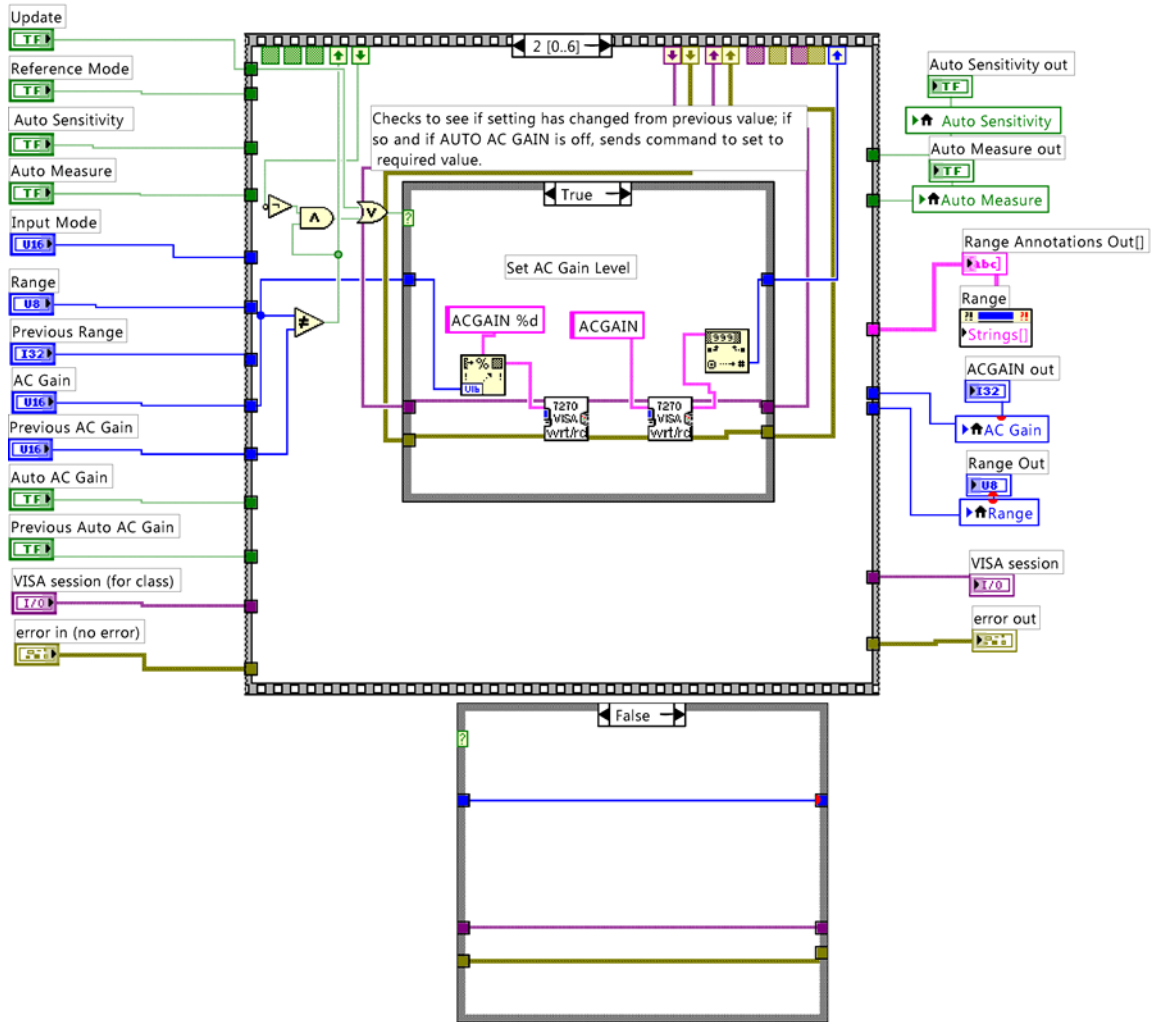 Update
TF
Reference Mode
TF
Auto Sensitivity
TF
Auto Measure
TF
Input Mode
U16
Range
U8
Previous Range
I32
AC Gain
U16
Previous AC Gain
U16
Auto AC Gain
TF
Previous Auto AC Gain
TF
VISA session (for class)
I/O
error in (no error)
2 [0..6]
Checks to see if setting has changed from previous value; if
so and if AUTO AC GAIN is off, sends command to set to
required value.
True
?
Set AC Gain Level
ACGAIN %d
ACGAIN
%
U16
999
#
7270
VISA
wrt/rd
7270
VISA
wrt/rd
Auto Sensitivity out
TF
Auto Sensitivity
Auto Measure out
TF
Auto Measure
Range Annotations Out[]
abc
Range
Strings[]
ACGAIN out
I32
AC Gain
Range Out
U8
Range
VISA session
I/O
error out
False
?